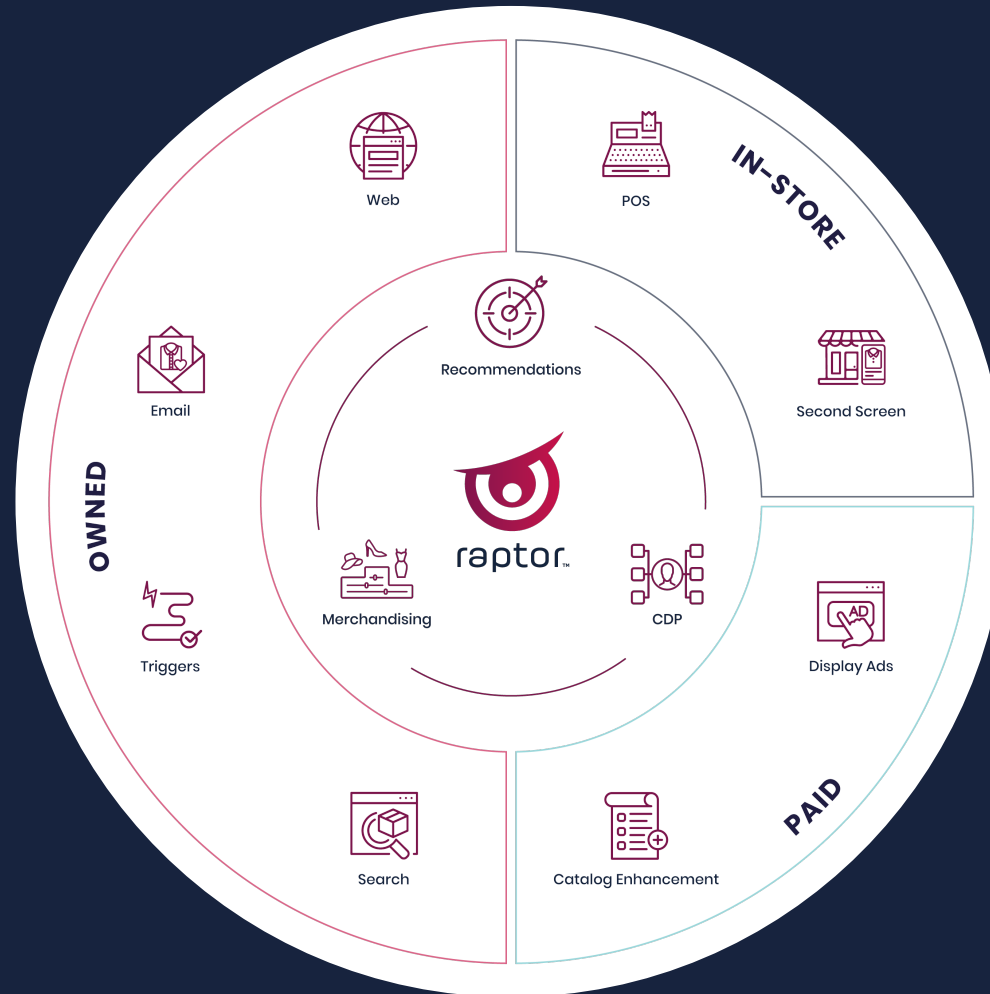 Web
POS
IN-STORE
Recommendations
Email
Second Screen
OWNED
raptor™
Merchandising
CDP
AD
Triggers
Display Ads
PAID
Search
Catalog Enhancement